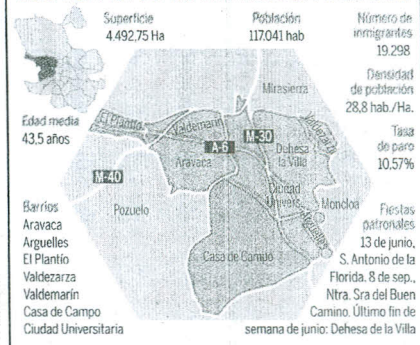 Superficie
4.492,75 Ha
Población
117.041 hab
Número de
inmigrantes
19.298
Densidad
de población
28,8 hab./Ha.
Tasa
de paro
10.57%
Edad media
43,5 años
Mirasierra
El Plantío
Valdemarín
Valdezarza
M-30
A-6
Dehesa
la Villa
Aravaca
M-40
Ciudad
Univers.
Moncloa
Pozuelo
Argüelles
Casa de Campo
Barrios
Aravaca
Arguelles
El Plantío
Valdezarza
Valdemarín
Casa de Campo
Ciudad Universitaria
Fiestas
patronales
13 de junio,
S. Antonio de la
Florida. 8 de sep.,
Ntra. Sra del Buen
Camino. Último fin de
semana de junio: Dehesa de la Villa